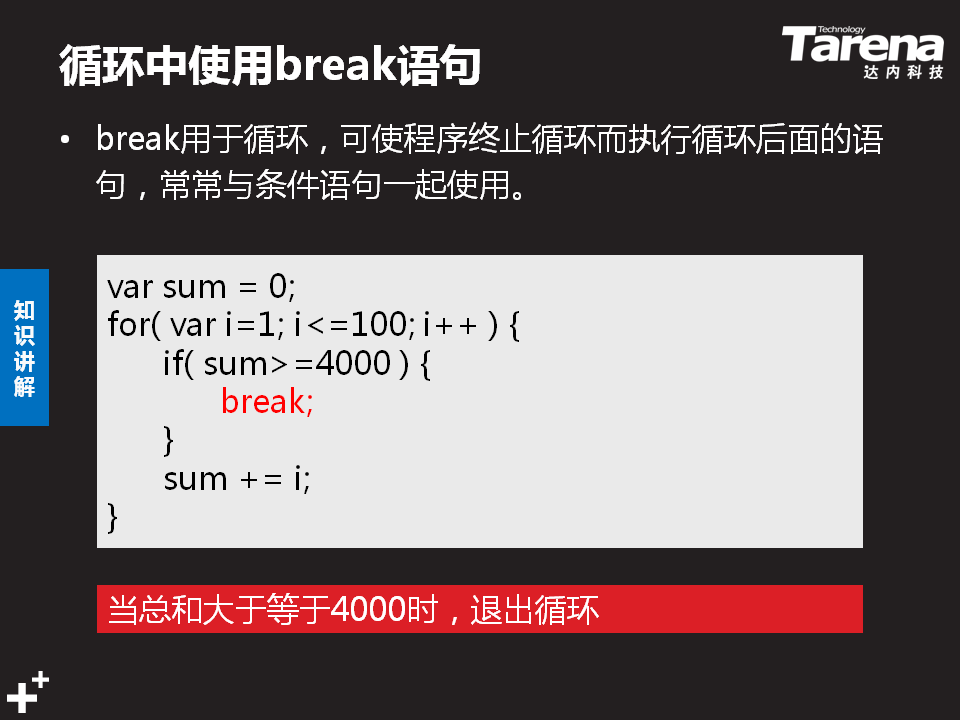 循环中使用break语句
Technology
Tarena
达内科技
• break用于循环，可使程序终止循环而执行循环后面的语
句，常常与条件语句一起使用。
知识讲解
var sum = 0;
for( var i=1; i<=100; i++ ) {
if( sum>=4000 ) {
break;
}
sum += i;
}
当总和大于等于4000时，退出循环